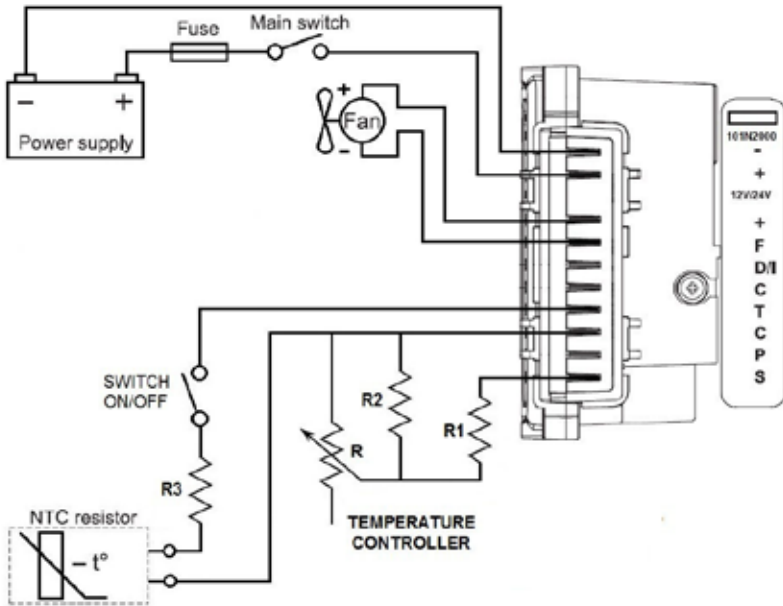 Fuse
Main switch
− +
Power supply
+
Fan
−
101N2000
-
+
12V/24V
+
F
D/I
C
T
C
P
S
SWITCH
ON/OFF
R3
R2
R1
R
TEMPERATURE
CONTROLLER
NTC resistor
– t°